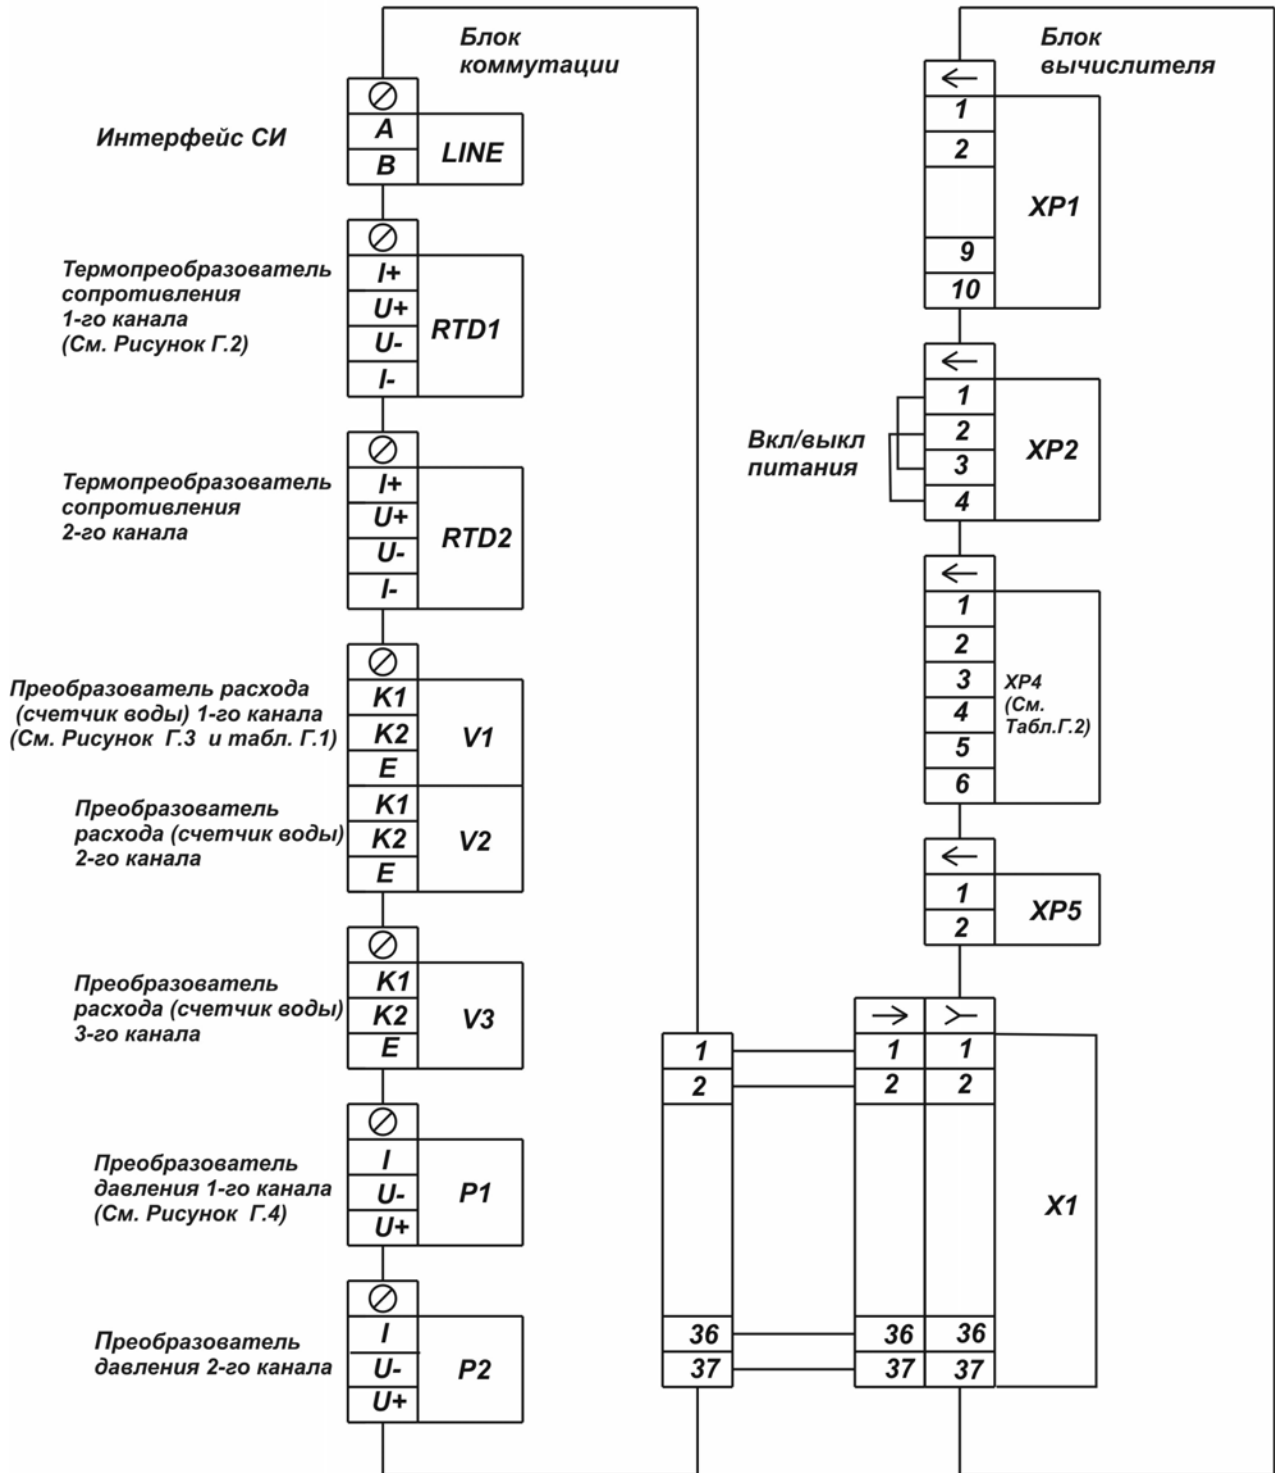 Блок
коммутации
Интерфейс СИ
A
B
LINE
Термопреобразователь
сопротивления
1-го канала
(См. Рисунок Г.2)
I+
U+
U-
I-
RTD1
Термопреобразователь
сопротивления
2-го канала
I+
U+
U-
I-
RTD2
Преобразователь расхода
(счетчик воды) 1-го канала
(См. Рисунок Г.3 и табл. Г.1)
K1
K2
E
V1
Преобразователь
расхода (счетчик воды)
2-го канала
K1
K2
E
V2
Преобразователь
расхода (счетчик воды)
3-го канала
K1
K2
E
V3
Преобразователь
давления 1-го канала
(См. Рисунок Г.4)
I
U-
U+
P1
Преобразователь
давления 2-го канала
I
U-
U+
P2
1
2
36
37
Блок
вычислителя
1
2
9
10
XP1
Вкл/выкл
питания
1
2
3
4
XP2
1
2
3
4
5
6
XP4
(См.
Табл.Г.2)
1
2
XP5
1 1
2 2
36 36
37 37
X1